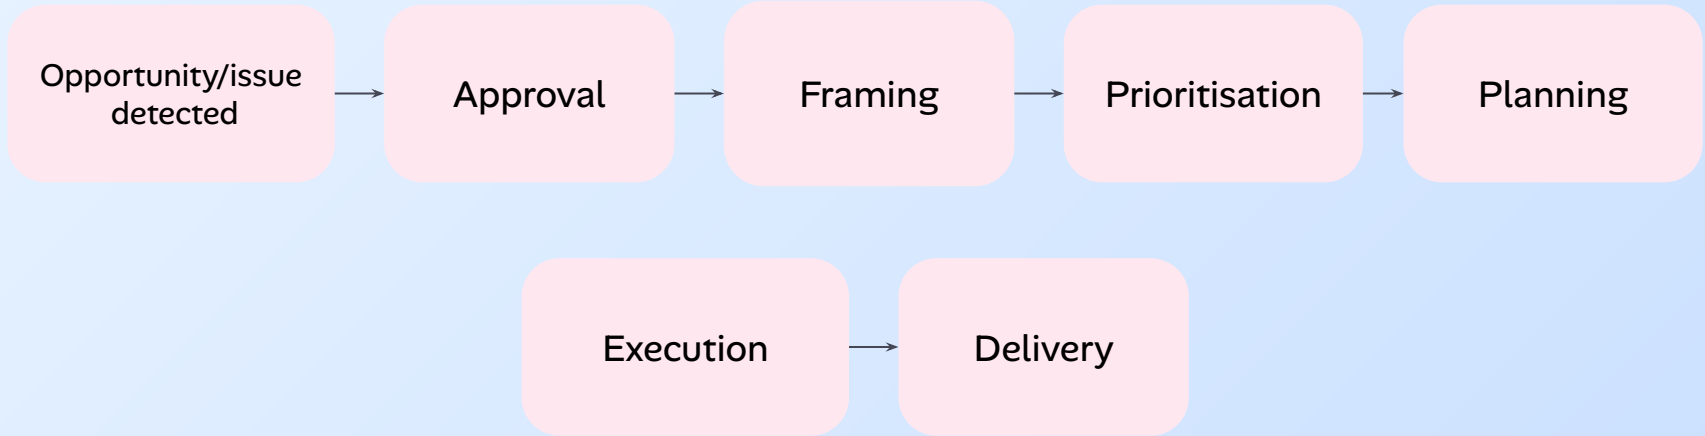 Opportunity/issue
detected
Approval
Framing
Prioritisation
Planning
Execution
Delivery